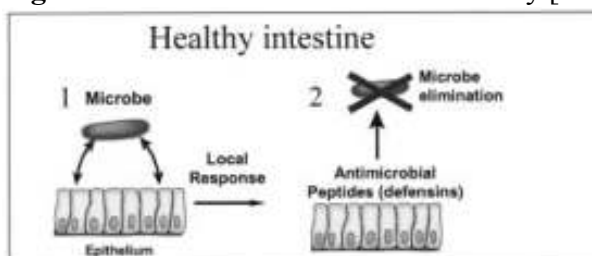 Healthy intestine
1 Microbe
Local
Response
Epithelium
2
Microbe
elimination
Antimicrobial
Peptides (defensins)